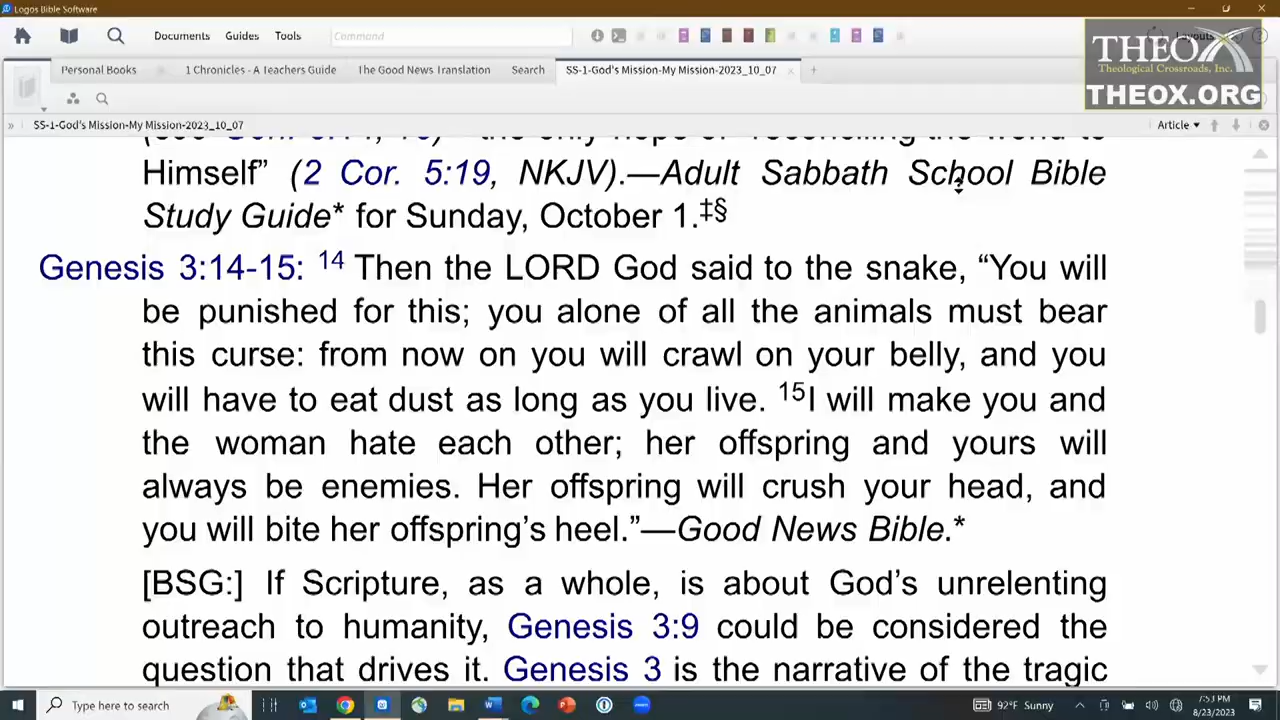 Logos Bible Software
Documents Guides Tools Command Layouts
THEOX
Theological Crossroads, Inc.
THEOX.ORG
Personal Books 1 Chronicles - A Teachers Guide The Good News Bible Search SS-1-God's Mission-My Mission-2023_10_07
SS-1-God's Mission-My Mission-2023_10_07 Article
the only hope of
Himself” (2 Cor. 5:19, NKJV).—Adult Sabbath School Bible
Study Guide* for Sunday, October 1.‡§
Genesis 3:14-15: 14 Then the LORD God said to the snake, “You will
be punished for this; you alone of all the animals must bear
this curse: from now on you will crawl on your belly, and you
will have to eat dust as long as you live. 15I will make you and
the woman hate each other; her offspring and yours will
always be enemies. Her offspring will crush your head, and
you will bite her offspring’s heel.”—Good News Bible.*
[BSG:] If Scripture, as a whole, is about God’s unrelenting
outreach to humanity, Genesis 3:9 could be considered the
question that drives it. Genesis 3 is the narrative of the tragic
Type here to search 92°F Sunny 7:53 PM
8/23/2023